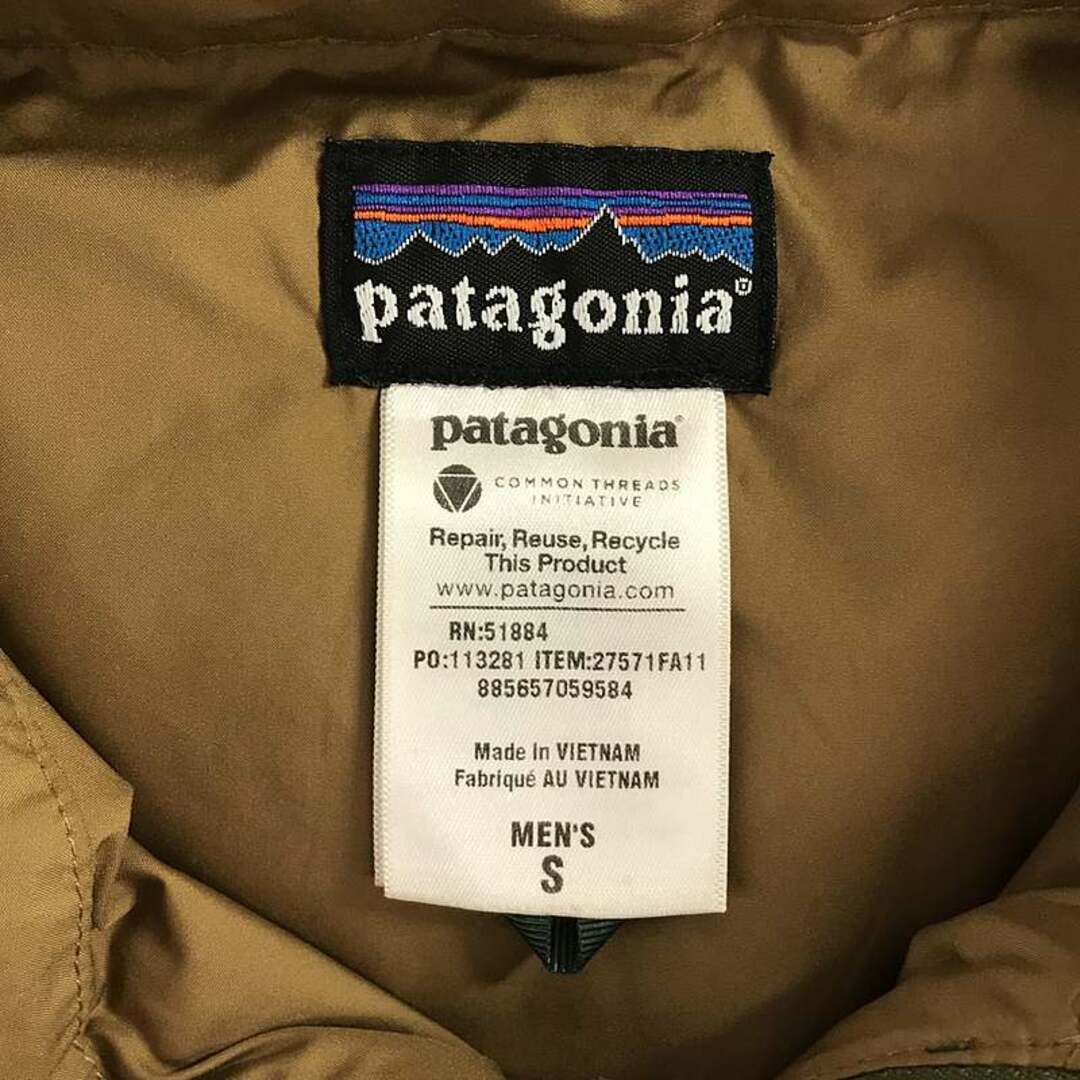 patagonia®
patagonia®
COMMON THREADS
INITIATIVE
Repair, Reuse, Recycle
This Product
www.patagonia.com
RN:51884
PO:113281 ITEM:27571FA11
885657059584
Made In VIETNAM
Fabriqué AU VIETNAM
MEN'S
S